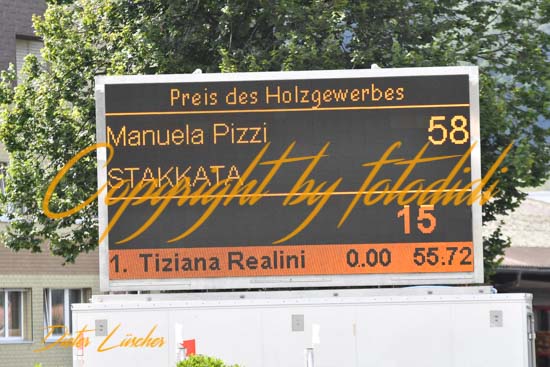 Preis des Holzgewerbes
Manuela Pizzi 58
STAKKATA
Copyright by fotodidi
15
1. Tiziana Realini 0.00 55.72
Dieter Lüscher